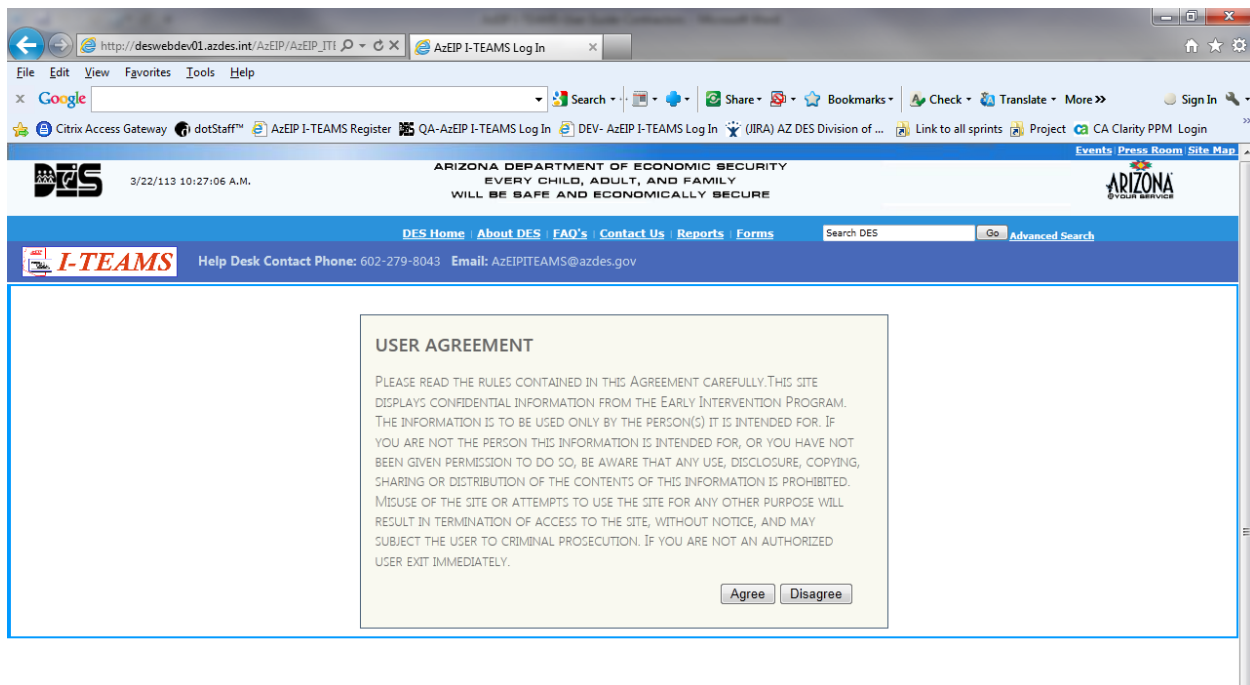 http://deswebdev01.azdes.int/AzEIP/AzEIP_ITE
AzEIP I-TEAMS Log In
File Edit View Favorites Tools Help
x Google Search Share Bookmarks Check Translate More >> Sign In
Citrix Access Gateway dotStaff™ AzEIP I-TEAMS Register QA-AzEIP I-TEAMS Log In DEV- AzEIP I-TEAMS Log In (JIRA) AZ DES Division of ... Link to all sprints Project CA Clarity PPM Login
Events | Press Room | Site Map
DES 3/22/113 10:27:06 A.M. ARIZONA DEPARTMENT OF ECONOMIC SECURITY
EVERY CHILD, ADULT, AND FAMILY
WILL BE SAFE AND ECONOMICALLY SECURE
ARIZONA
@YOUR SERVICE
DES Home | About DES | FAQ's | Contact Us | Reports | Forms Search DES Go Advanced Search
I-TEAMS Help Desk Contact Phone: 602-279-8043 Email: AzEIPITEAMS@azdes.gov
USER AGREEMENT
PLEASE READ THE RULES CONTAINED IN THIS AGREEMENT CAREFULLY.THIS SITE
DISPLAYS CONFIDENTIAL INFORMATION FROM THE EARLY INTERVENTION PROGRAM.
THE INFORMATION IS TO BE USED ONLY BY THE PERSON(S) IT IS INTENDED FOR. IF
YOU ARE NOT THE PERSON THIS INFORMATION IS INTENDED FOR, OR YOU HAVE NOT
BEEN GIVEN PERMISSION TO DO SO, BE AWARE THAT ANY USE, DISCLOSURE, COPYING,
SHARING OR DISTRIBUTION OF THE CONTENTS OF THIS INFORMATION IS PROHIBITED.
MISUSE OF THE SITE OR ATTEMPTS TO USE THE SITE FOR ANY OTHER PURPOSE WILL
RESULT IN TERMINATION OF ACCESS TO THE SITE, WITHOUT NOTICE, AND MAY
SUBJECT THE USER TO CRIMINAL PROSECUTION. IF YOU ARE NOT AN AUTHORIZED
USER EXIT IMMEDIATELY.
Agree Disagree